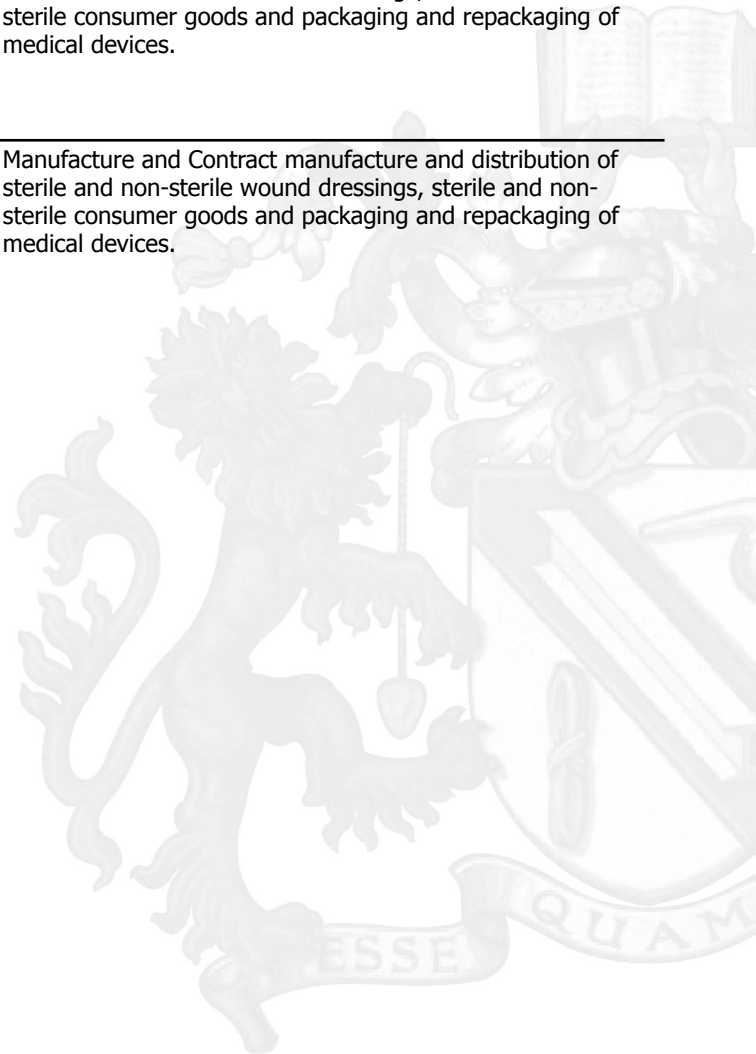 sterile consumer goods and packaging and repackaging of
medical devices.
Manufacture and Contract manufacture and distribution of
sterile and non-sterile wound dressings, sterile and non-
sterile consumer goods and packaging and repackaging of
medical devices.
ESSE
QUAM